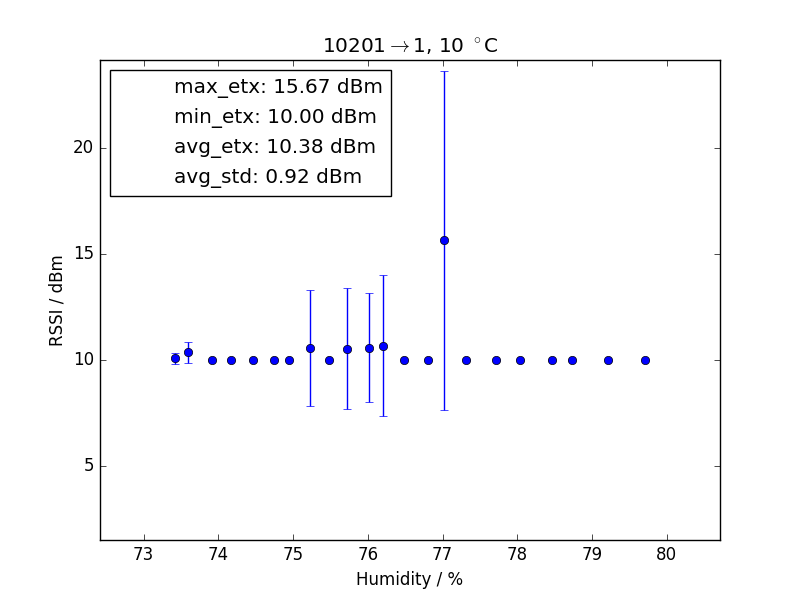 10201→1, 10 °C
max_etx: 15.67 dBm
min_etx: 10.00 dBm
avg_etx: 10.38 dBm
avg_std: 0.92 dBm
20
15
10
5
RSSI / dBm
73 74 75 76 77 78 79 80
Humidity / %